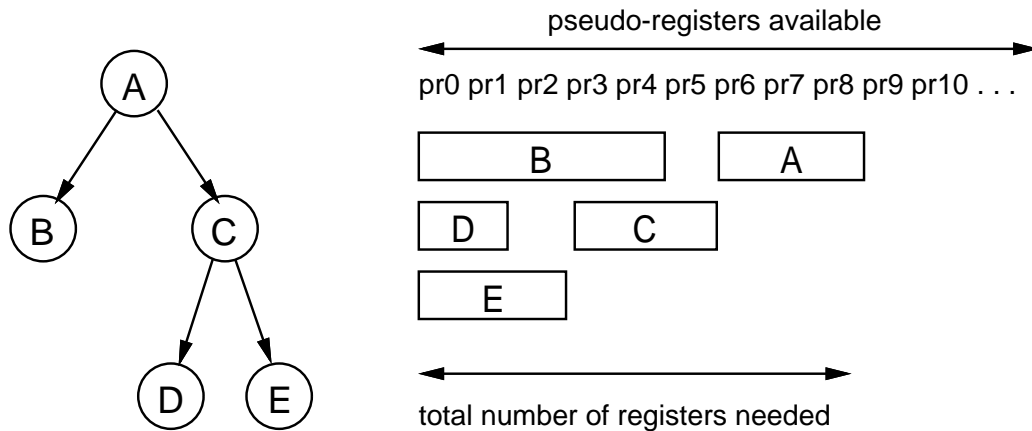 pseudo-registers available
pr0 pr1 pr2 pr3 pr4 pr5 pr6 pr7 pr8 pr9 pr10 . . .
A
B
C
D
E
B
A
D
C
E
total number of registers needed